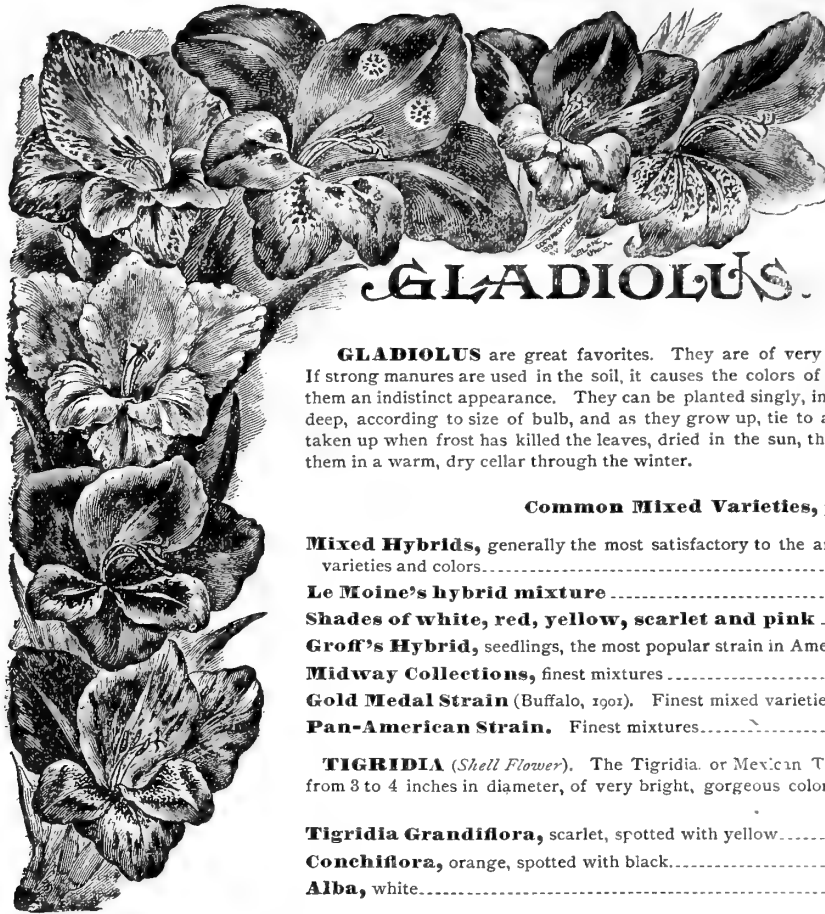 COPYRIGHTED
1894
BY
GLADIOLUS.
GLADIOLUS are great favorites. They are of very
If strong manures are used in the soil, it causes the colors of
them an indistinct appearance. They can be planted singly, in
deep, according to size of bulb, and as they grow up, tie to a
taken up when frost has killed the leaves, dried in the sun, th
them in a warm, dry cellar through the winter.
Common Mixed Varieties,
Mixed Hybrids, generally the most satisfactory to the a
varieties and colors
Le Moine's hybrid mixture
Shades of white, red, yellow, scarlet and pink
Groff's Hybrid, seedlings, the most popular strain in Ame
Midway Collections, finest mixtures
Gold Medal Strain (Buffalo, 1901). Finest mixed varietie
Pan-American Strain. Finest mixtures
TIGRIDIA (Shell Flower). The Tigridia or Mexican T
from 3 to 4 inches in diameter, of very bright, gorgeous color
Tigridia Grandiflora, scarlet, spotted with yellow
Conchiflora, orange, spotted with black
Alba, white